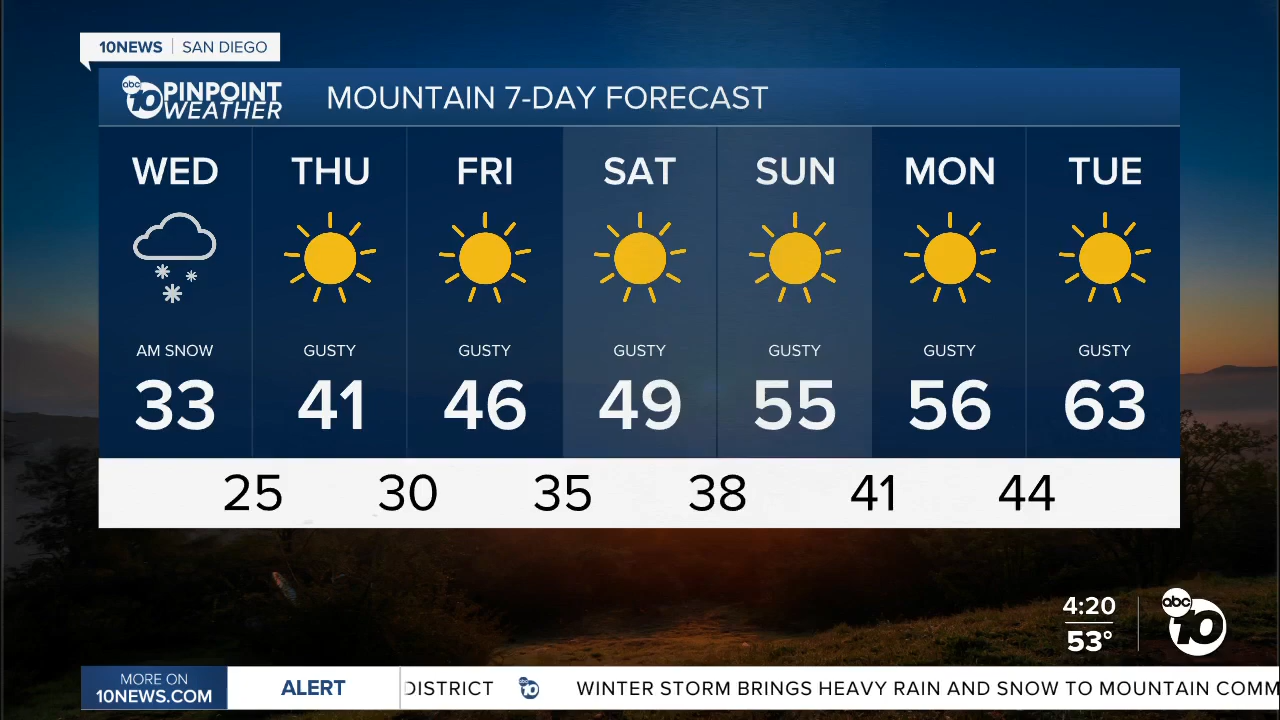 10NEWS | SAN DIEGO
abc 10 PINPOINT WEATHER
MOUNTAIN 7-DAY FORECAST
WED THU FRI SAT SUN MON TUE
AM SNOW GUSTY GUSTY GUSTY GUSTY GUSTY GUSTY
33 41 46 49 55 56 63
25 30 35 38 41 44
4:20
53°
abc 10
MORE ON
10NEWS.COM
ALERT
DISTRICT abc 10 WINTER STORM BRINGS HEAVY RAIN AND SNOW TO MOUNTAIN COMM